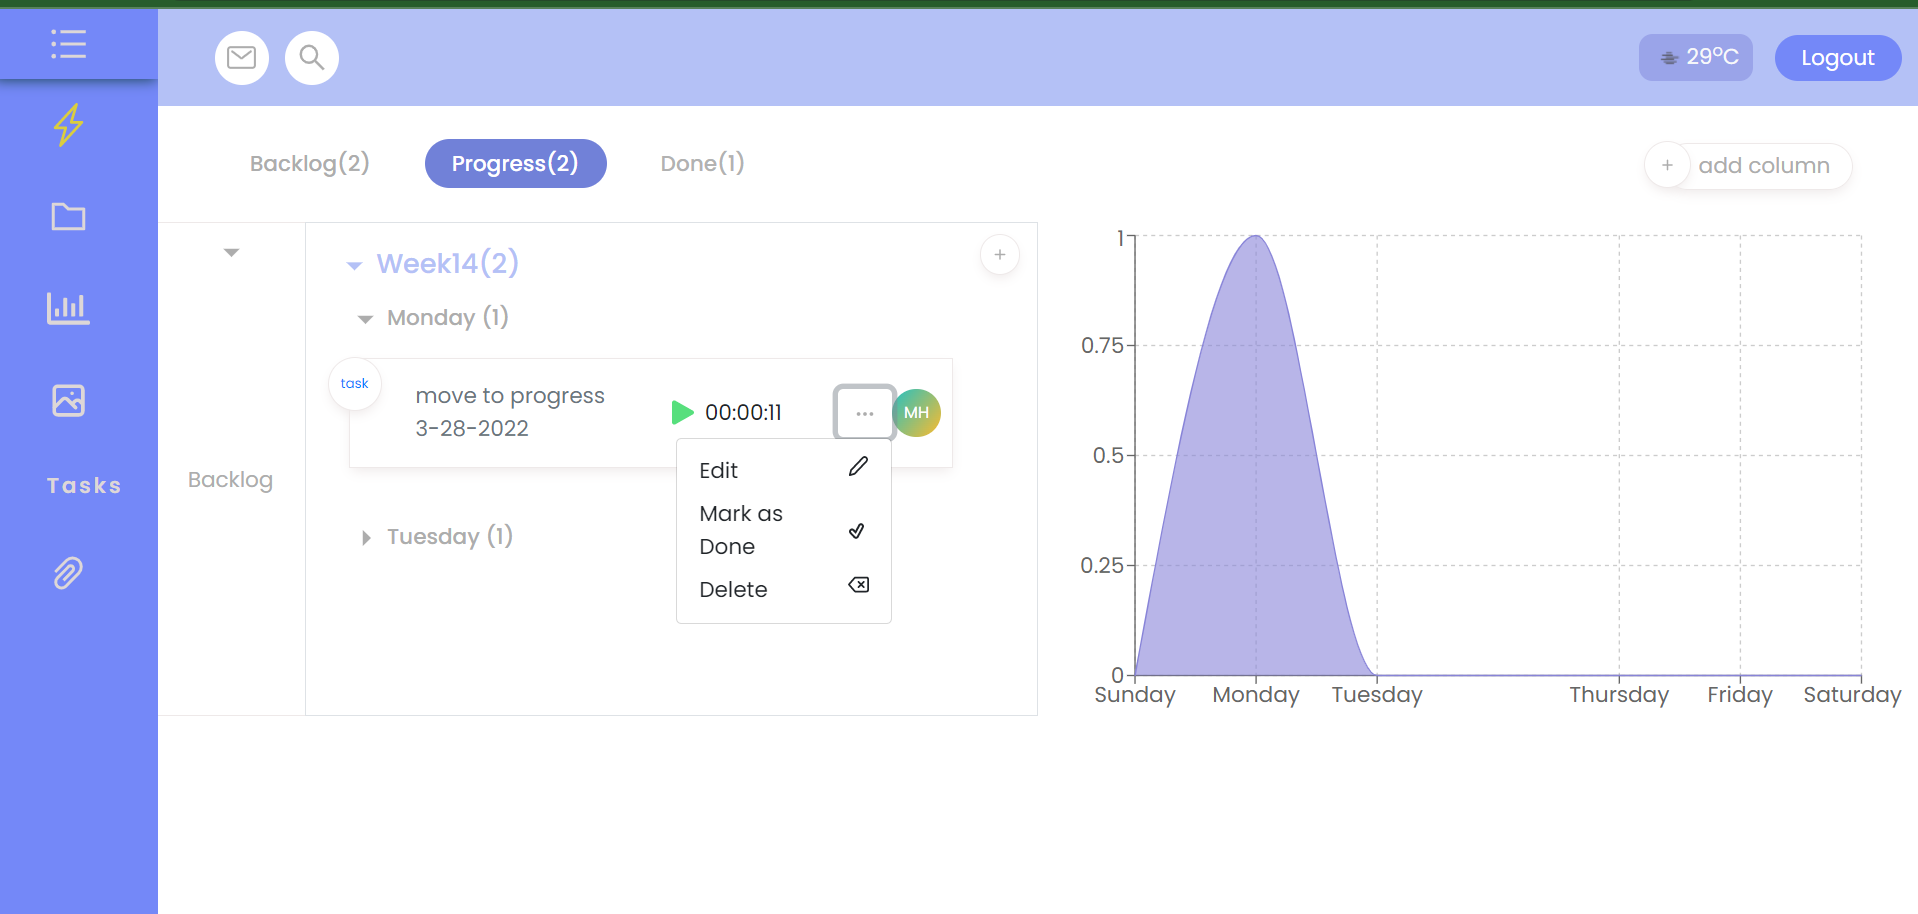 29°C
Logout
Backlog(2)
Progress(2)
Done(1)
+ add column
Week14(2)
+
Monday (1)
task
move to progress
3-28-2022
00:00:11
...
MH
Edit
Mark as
Done
Delete
Tuesday (1)
Backlog
Tasks
1
0.75
0.5
0.25
0
Sunday Monday Tuesday Thursday Friday Saturday